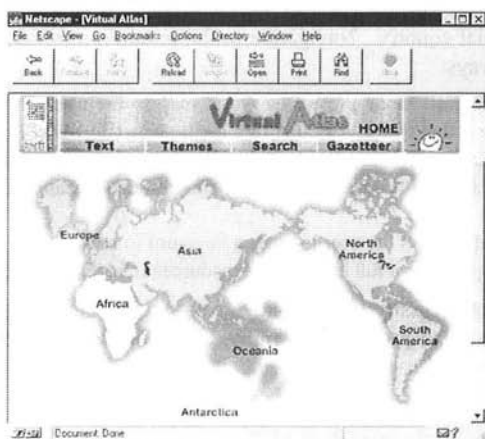 Netscape - [Virtual Atlas]
File Edit View Go Bookmarks Options Directory Window Help
Back Reload Open Print Find
Virtual Atlas HOME
Text Themes Search Gazetteer
Europe
Asia
North
America
Africa
South
America
Oceania
Antarctica
Document: Done